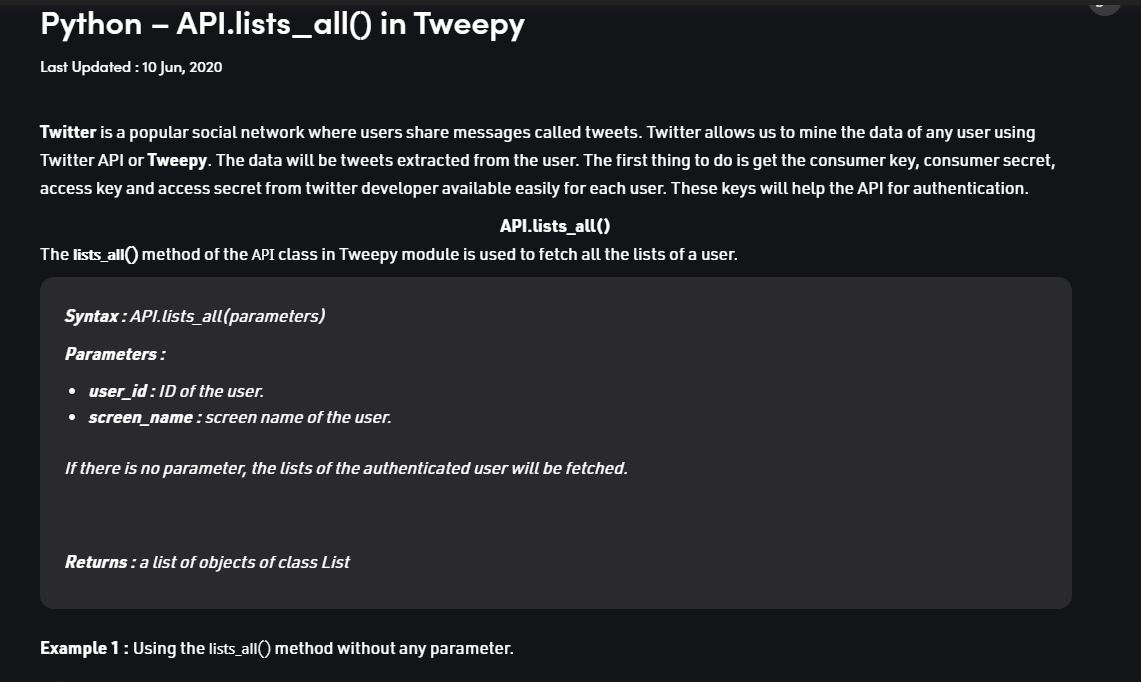 Python – API.lists_all() in Tweepy
Last Updated : 10 Jun, 2020
Twitter is a popular social network where users share messages called tweets. Twitter allows us to mine the data of any user using
Twitter API or Tweepy. The data will be tweets extracted from the user. The first thing to do is get the consumer key, consumer secret,
access key and access secret from twitter developer available easily for each user. These keys will help the API for authentication.
API.lists_all()
The lists_all() method of the API class in Tweepy module is used to fetch all the lists of a user.
Syntax : API.lists_all(parameters)
Parameters :
• user_id : ID of the user.
• screen_name : screen name of the user.
If there is no parameter, the lists of the authenticated user will be fetched.
Returns : a list of objects of class List
Example 1 : Using the lists_all() method without any parameter.